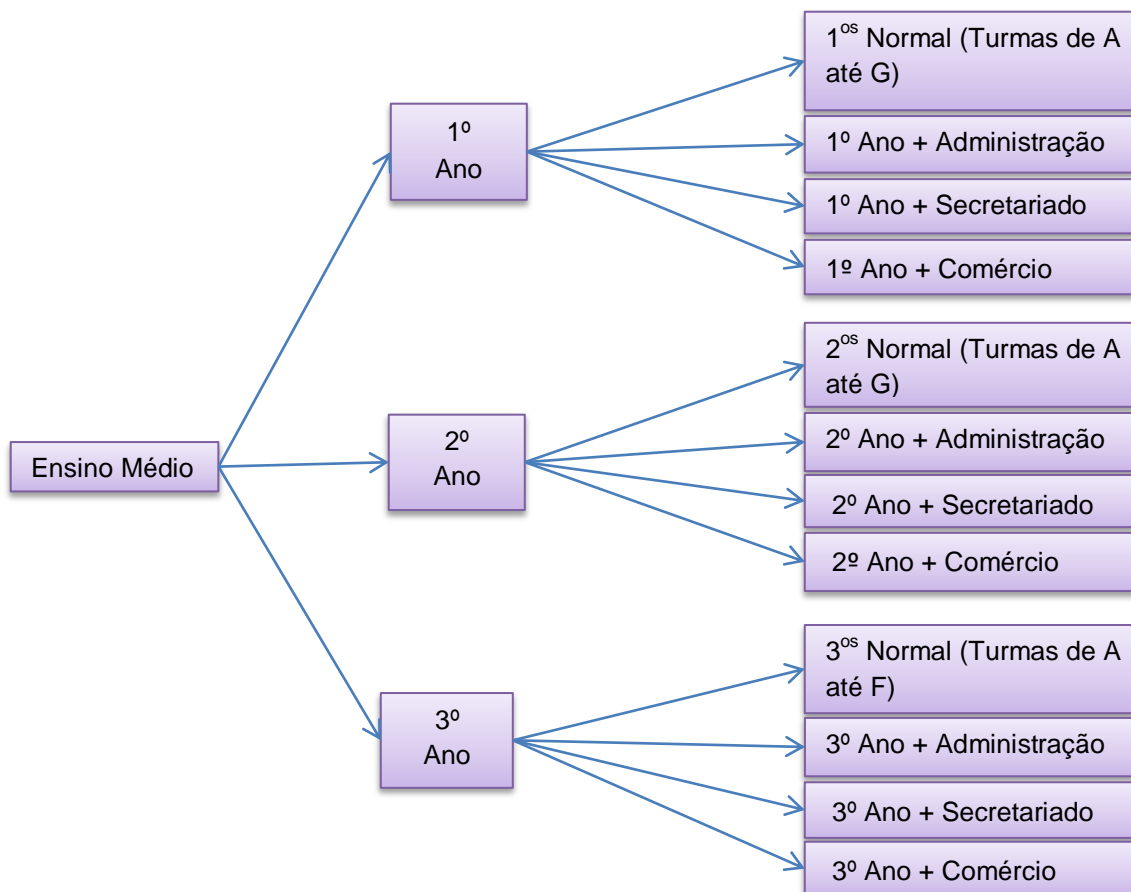 Ensino Médio
1º
Ano
1os Normal (Turmas de A
até G)
1º Ano + Administração
1º Ano + Secretariado
1º Ano + Comércio
2º
Ano
2os Normal (Turmas de A
até G)
2º Ano + Administração
2º Ano + Secretariado
2º Ano + Comércio
3º
Ano
3os Normal (Turmas de A
até F)
3º Ano + Administração
3º Ano + Secretariado
3º Ano + Comércio